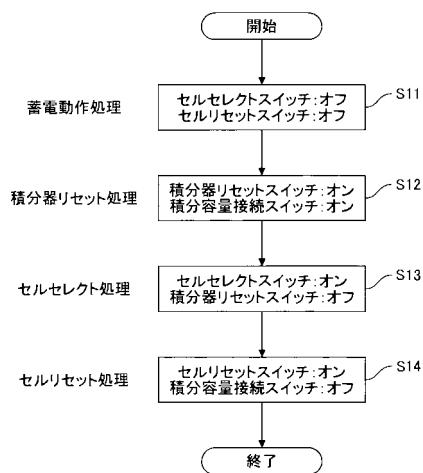 開始
蓄電動作処理
セルセレクトスイッチ:オフ
セルリセットスイッチ:オフ
S11
積分器リセット処理
積分器リセットスイッチ:オン
積分容量接続スイッチ:オン
S12
セルセレクト処理
セルセレクトスイッチ:オン
積分器リセットスイッチ:オフ
S13
セルリセット処理
セルリセットスイッチ:オン
積分容量接続スイッチ:オフ
S14
終了